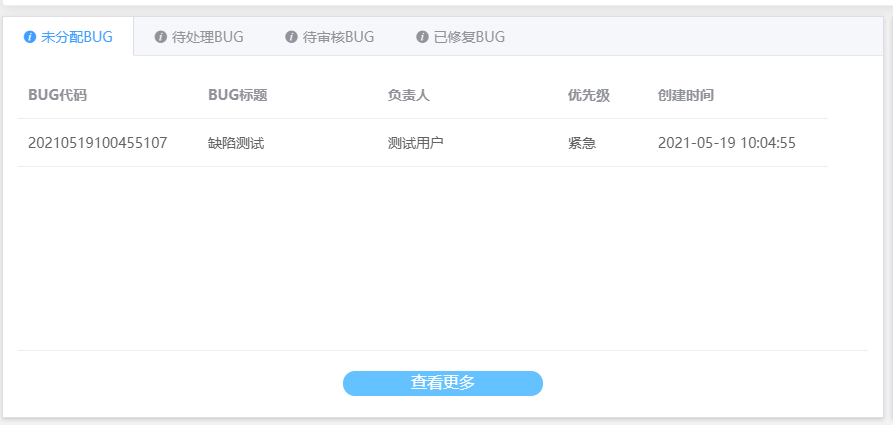 未分配BUG 待处理BUG 待审核BUG 已修复BUG
BUG代码 BUG标题 负责人 优先级 创建时间
20210519100455107 缺陷测试 测试用户 紧急 2021-05-19 10:04:55
查看更多